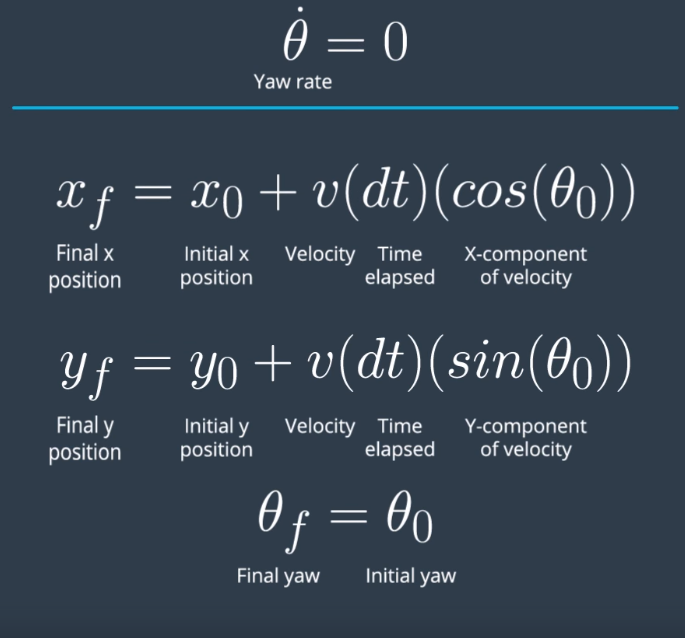 θ̇ = 0
Yaw rate
x_f = x_0 + v(dt)(cos(θ_0))
Final x position Initial x position Velocity Time elapsed X-component of velocity
y_f = y_0 + v(dt)(sin(θ_0))
Final y position Initial y position Velocity Time elapsed Y-component of velocity
θ_f = θ_0
Final yaw Initial yaw